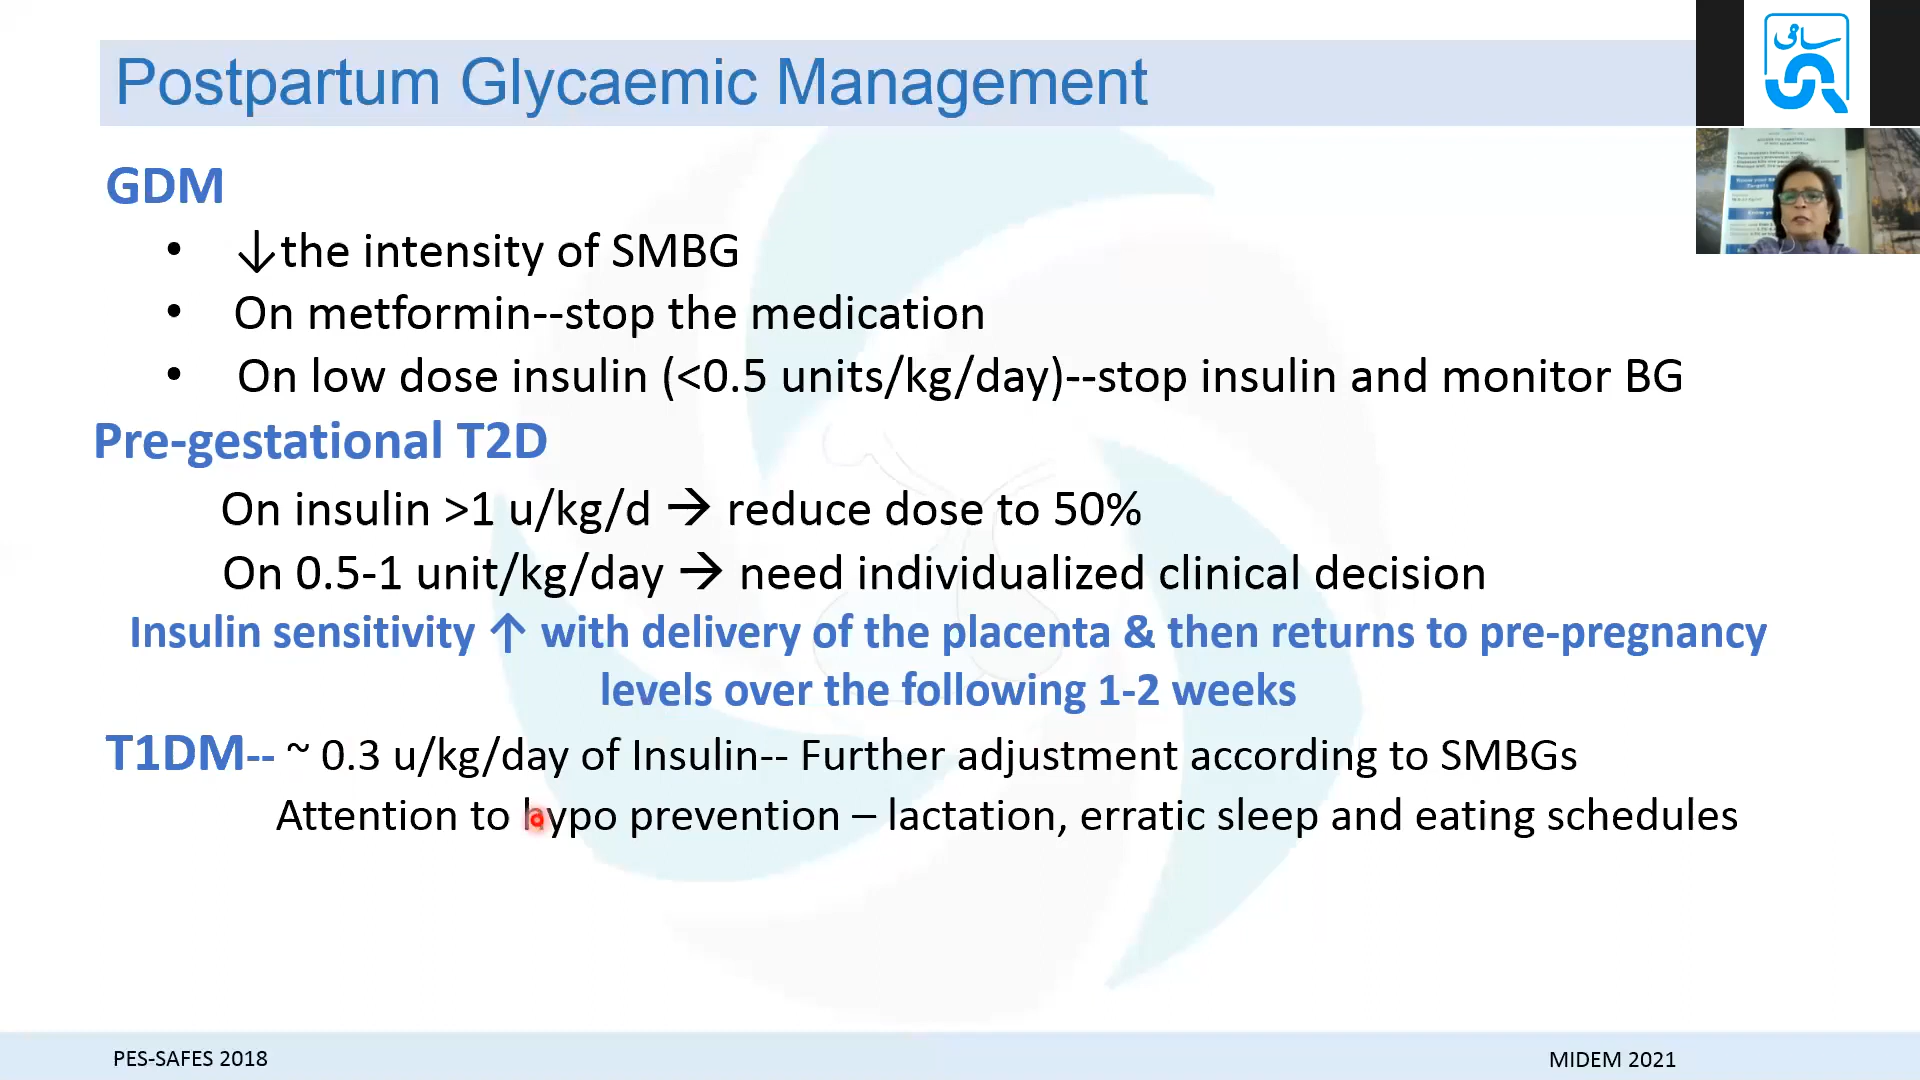 Postpartum Glycaemic Management
سافی
GDM
• ↓the intensity of SMBG
• On metformin--stop the medication
• On low dose insulin (<0.5 units/kg/day)--stop insulin and monitor BG
Pre-gestational T2D
On insulin >1 u/kg/d → reduce dose to 50%
On 0.5-1 unit/kg/day → need individualized clinical decision
Insulin sensitivity ↑ with delivery of the placenta & then returns to pre-pregnancy
levels over the following 1-2 weeks
T1DM-- ~ 0.3 u/kg/day of Insulin-- Further adjustment according to SMBGs
Attention to hypo prevention – lactation, erratic sleep and eating schedules
PES-SAFES 2018
MIDEM 2021